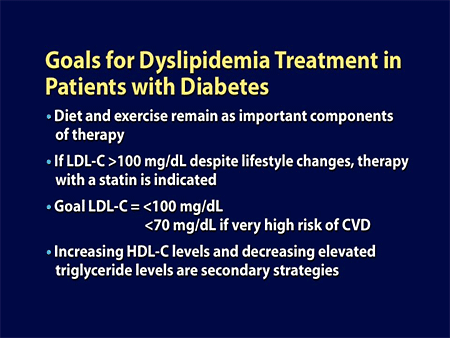 Goals for Dyslipidemia Treatment in
Patients with Diabetes
• Diet and exercise remain as important components
of therapy
• If LDL-C >100 mg/dL despite lifestyle changes, therapy
with a statin is indicated
• Goal LDL-C = <100 mg/dL
<70 mg/dL if very high risk of CVD
• Increasing HDL-C levels and decreasing elevated
triglyceride levels are secondary strategies